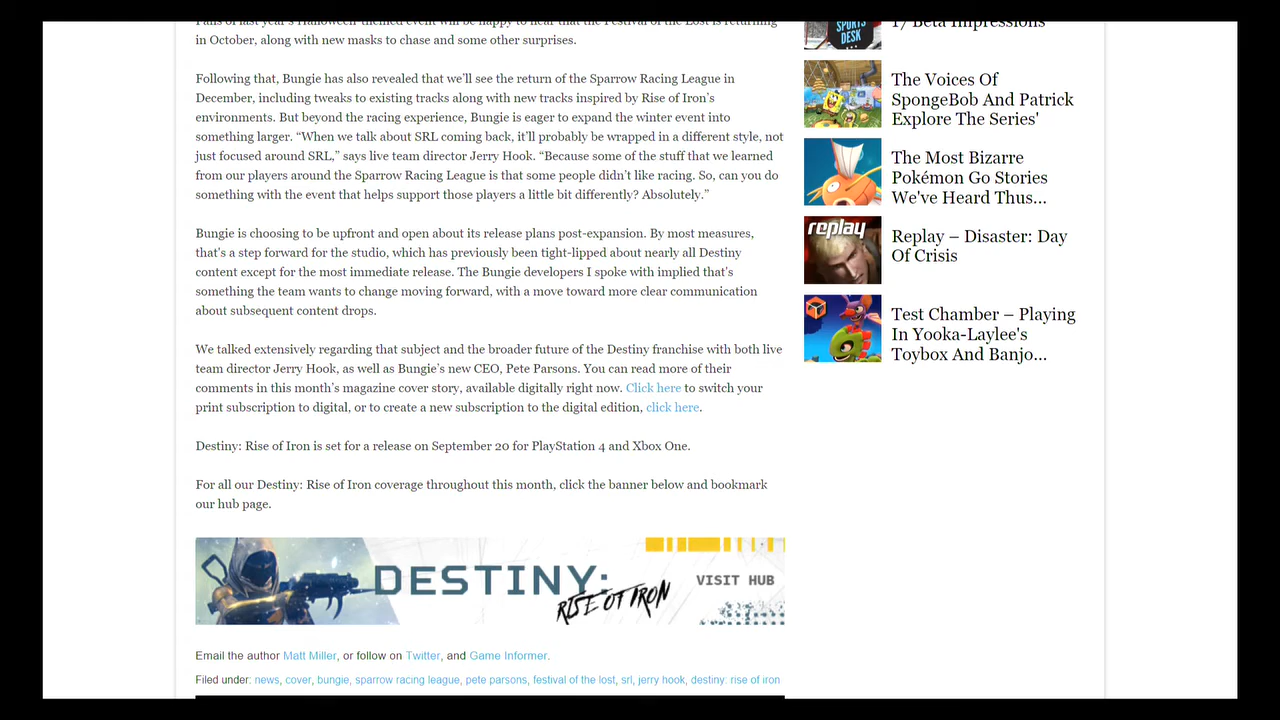 Fans of last year's Halloween-themed event will be happy to hear that the Festival of the Lost is returning
in October, along with new masks to chase and some other surprises.
Following that, Bungie has also revealed that we'll see the return of the Sparrow Racing League in
December, including tweaks to existing tracks along with new tracks inspired by Rise of Iron's
environments. But beyond the racing experience, Bungie is eager to expand the winter event into
something larger. “When we talk about SRL coming back, it'll probably be wrapped in a different style, not
just focused around SRL,” says live team director Jerry Hook. “Because some of the stuff that we learned
from our players around the Sparrow Racing League is that some people didn't like racing. So, can you do
something with the event that helps support those players a little bit differently? Absolutely.”
Bungie is choosing to be upfront and open about its release plans post-expansion. By most measures,
that's a step forward for the studio, which has previously been tight-lipped about nearly all Destiny
content except for the most immediate release. The Bungie developers I spoke with implied that's
something the team wants to change moving forward, with a move toward more clear communication
about subsequent content drops.
We talked extensively regarding that subject and the broader future of the Destiny franchise with both live
team director Jerry Hook, as well as Bungie's new CEO, Pete Parsons. You can read more of their
comments in this month's magazine cover story, available digitally right now. Click here to switch your
print subscription to digital, or to create a new subscription to the digital edition, click here.
Destiny: Rise of Iron is set for a release on September 20 for PlayStation 4 and Xbox One.
For all our Destiny: Rise of Iron coverage throughout this month, click the banner below and bookmark
our hub page.
DESTINY:
RISE OF IRON
VISIT HUB
Email the author Matt Miller, or follow on Twitter, and Game Informer.
Filed under: news, cover, bungie, sparrow racing league, pete parsons, festival of the lost, srl, jerry hook, destiny: rise of iron
SPORTS
DESK
17 Beta Impressions
The Voices Of
SpongeBob And Patrick
Explore The Series'
The Most Bizarre
Pokémon Go Stories
We've Heard Thus...
replay
Replay – Disaster: Day
Of Crisis
Test Chamber – Playing
In Yooka-Laylee's
Toybox And Banjo...